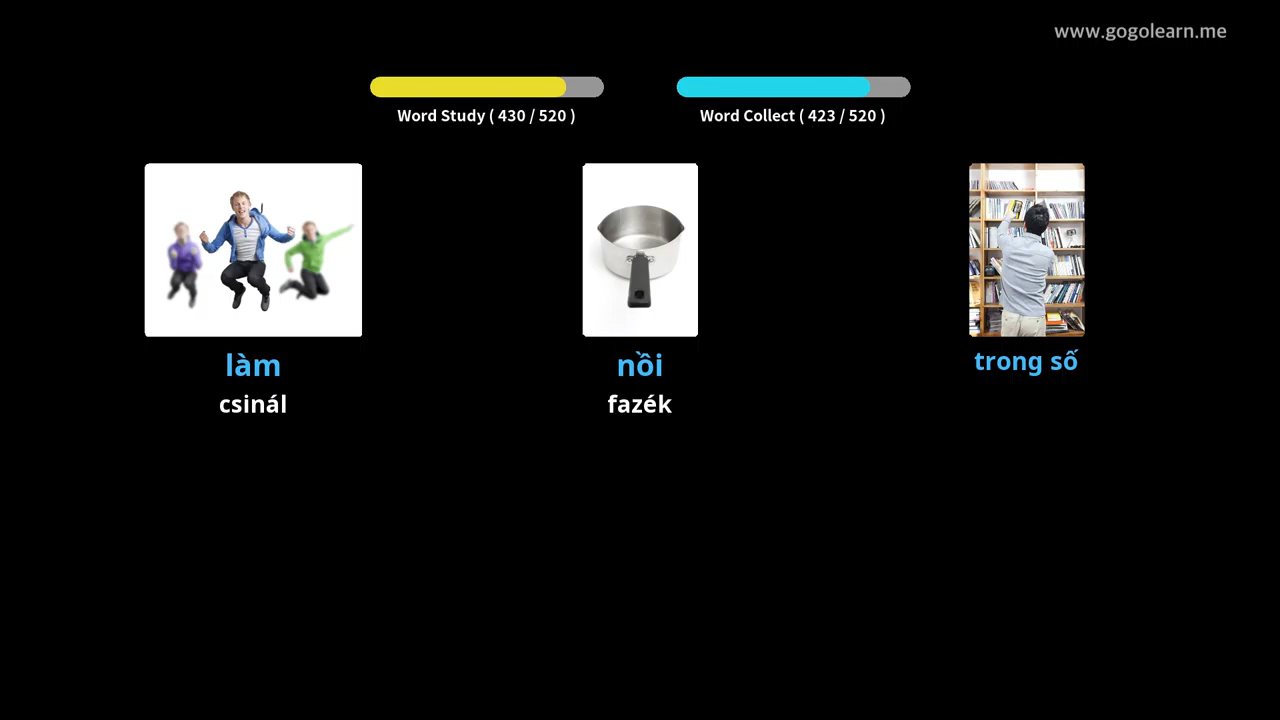 www.gogolearn.me
Word Study ( 430 / 520 )
Word Collect ( 423 / 520 )
làm
csinál
nồi
fazék
trong số